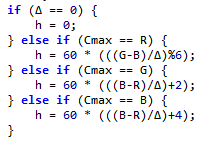 if (Δ == 0) {
    h = 0;
} else if (Cmax == R) {
    h = 60 * (((G-B)/Δ)%6);
} else if (Cmax == G) {
    h = 60 * (((B-R)/Δ)+2);
} else if (Cmax == B) {
    h = 60 * (((B-R)/Δ)+4);
}